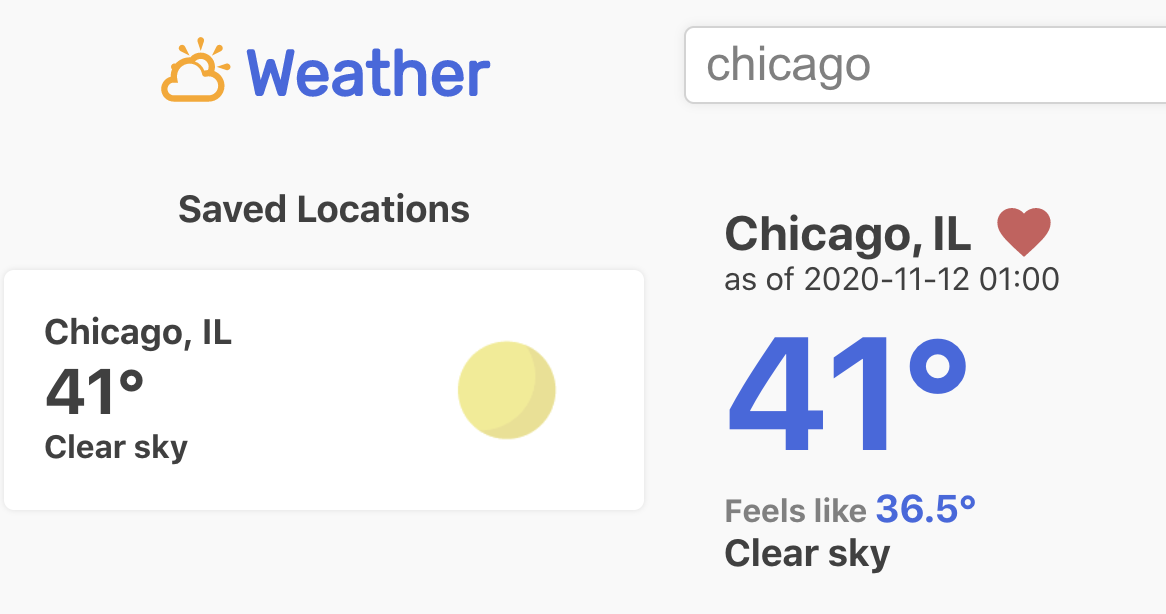 Weather
chicago
Saved Locations
Chicago, IL
41°
Clear sky
Chicago, IL
as of 2020-11-12 01:00
41°
Feels like 36.5°
Clear sky